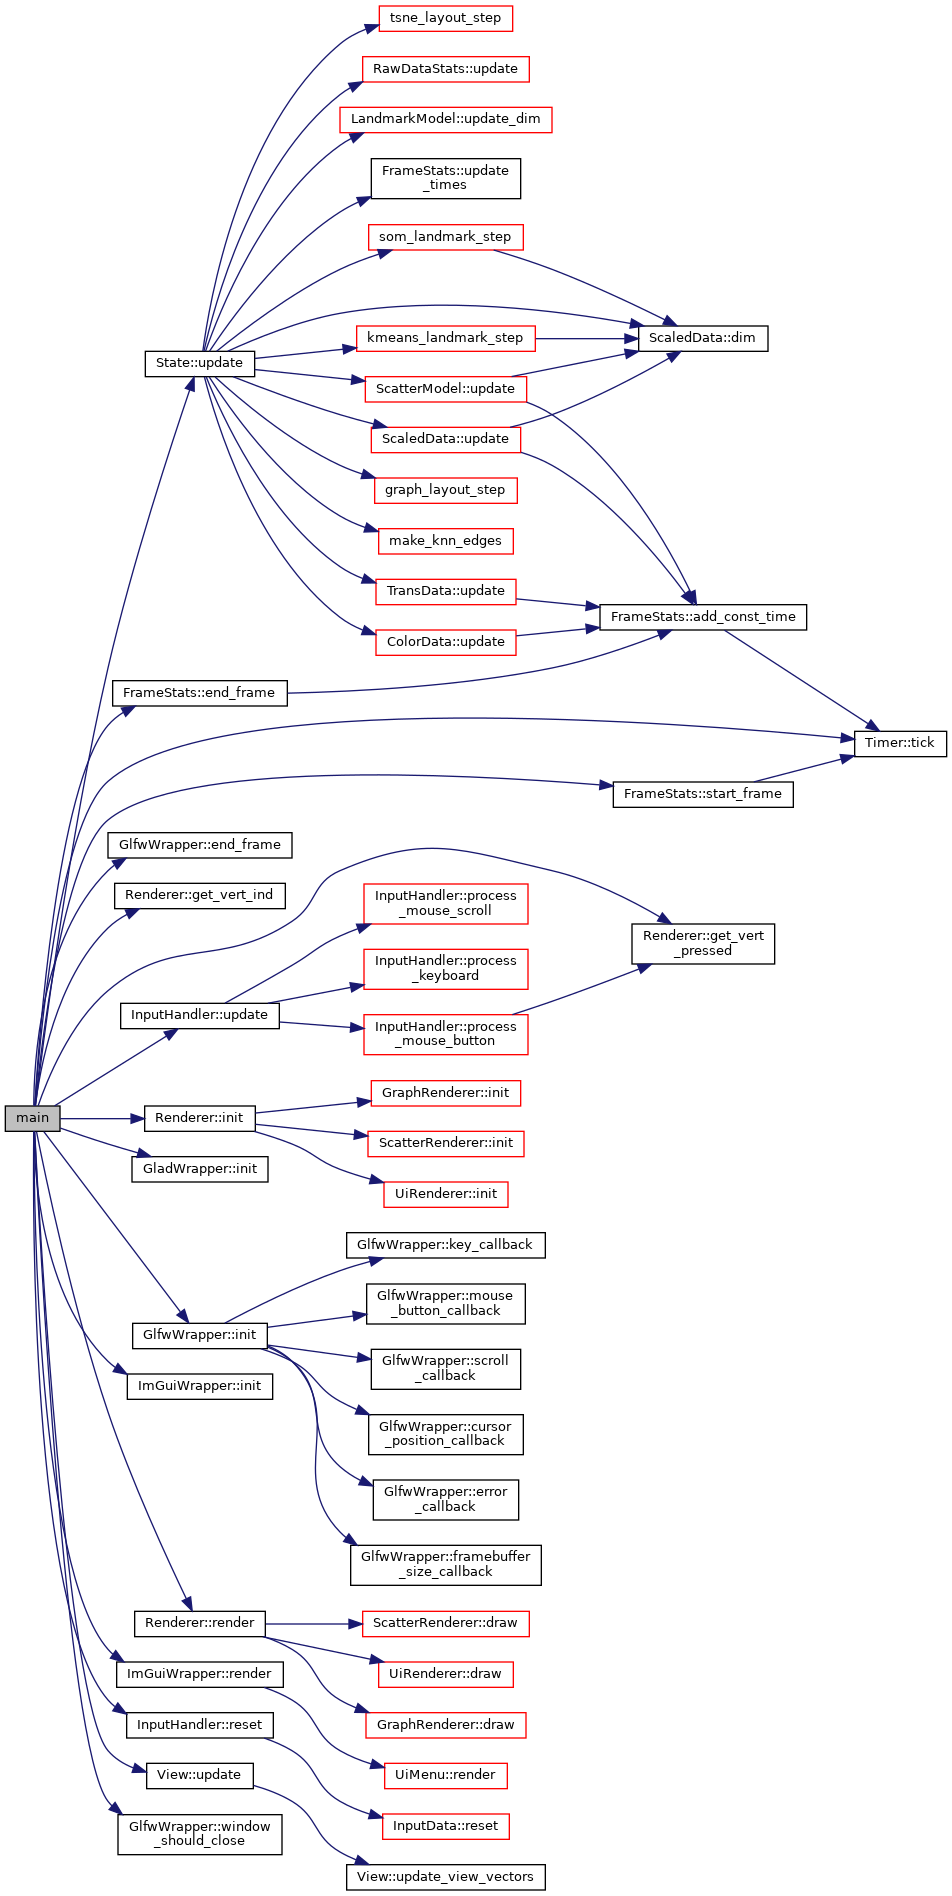 tsne_layout_step
RawDataStats::update
LandmarkModel::update_dim
FrameStats::update
_times
som_landmark_step
kmeans_landmark_step
ScaledData::dim
State::update
ScatterModel::update
ScaledData::update
graph_layout_step
make_knn_edges
TransData::update
FrameStats::add_const_time
ColorData::update
FrameStats::end_frame
Timer::tick
FrameStats::start_frame
GlfwWrapper::end_frame
Renderer::get_vert_ind
InputHandler::process
_mouse_scroll
Renderer::get_vert
_pressed
InputHandler::process
_keyboard
InputHandler::update
InputHandler::process
_mouse_button
GraphRenderer::init
main
Renderer::init
ScatterRenderer::init
GladWrapper::init
UiRenderer::init
GlfwWrapper::key_callback
GlfwWrapper::mouse
_button_callback
GlfwWrapper::init
GlfwWrapper::scroll
_callback
ImGuiWrapper::init
GlfwWrapper::cursor
_position_callback
GlfwWrapper::error
_callback
GlfwWrapper::framebuffer
_size_callback
Renderer::render
ScatterRenderer::draw
ImGuiWrapper::render
UiRenderer::draw
InputHandler::reset
GraphRenderer::draw
View::update
UiMenu::render
GlfwWrapper::window
_should_close
InputData::reset
View::update_view_vectors